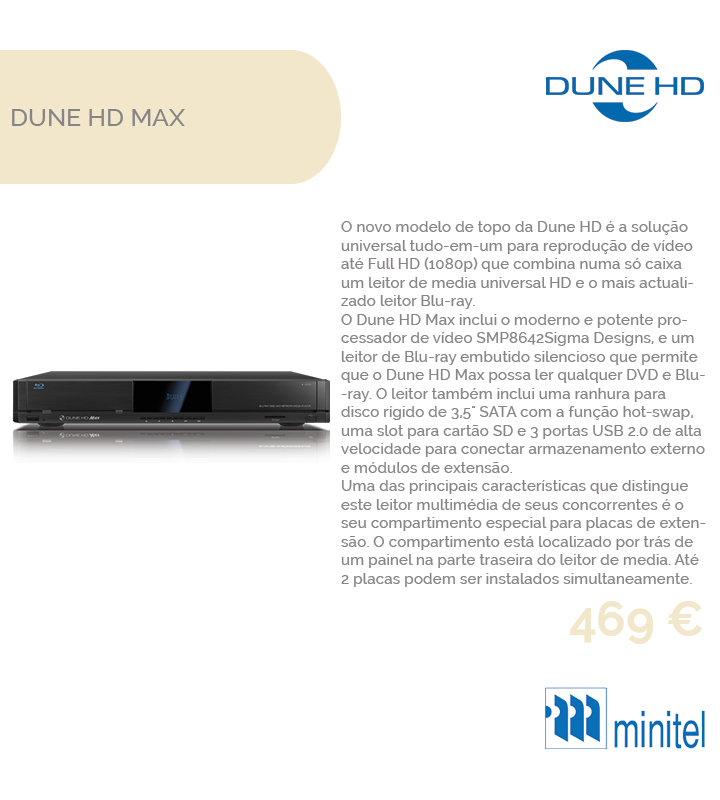 DUNE HD MAX
DUNE HD
O novo modelo de topo da Dune HD é a solução
universal tudo-em-um para reprodução de vídeo
até Full HD (1080p) que combina numa só caixa
um leitor de media universal HD e o mais actuali-
zado leitor Blu-ray.
O Dune HD Max inclui o moderno e potente pro-
cessador de vídeo SMP8642Sigma Designs, e um
leitor de Blu-ray embutido silencioso que permite
que o Dune HD Max possa ler qualquer DVD e Blu-
-ray. O leitor também inclui uma ranhura para
disco rigido de 3,5" SATA com a função hot-swap,
uma slot para cartão SD e 3 portas USB 2.0 de alta
velocidade para conectar armazenamento externo
e módulos de extensão.
Uma das principais características que distingue
este leitor multimédia de seus concorrentes é o
seu compartimento especial para placas de exten-
são. O compartimento está localizado por trás de
um painel na parte traseira do leitor de media. Até
2 placas podem ser instalados simultaneamente.
DUNE
DUNE HD Max
469 €
minitel